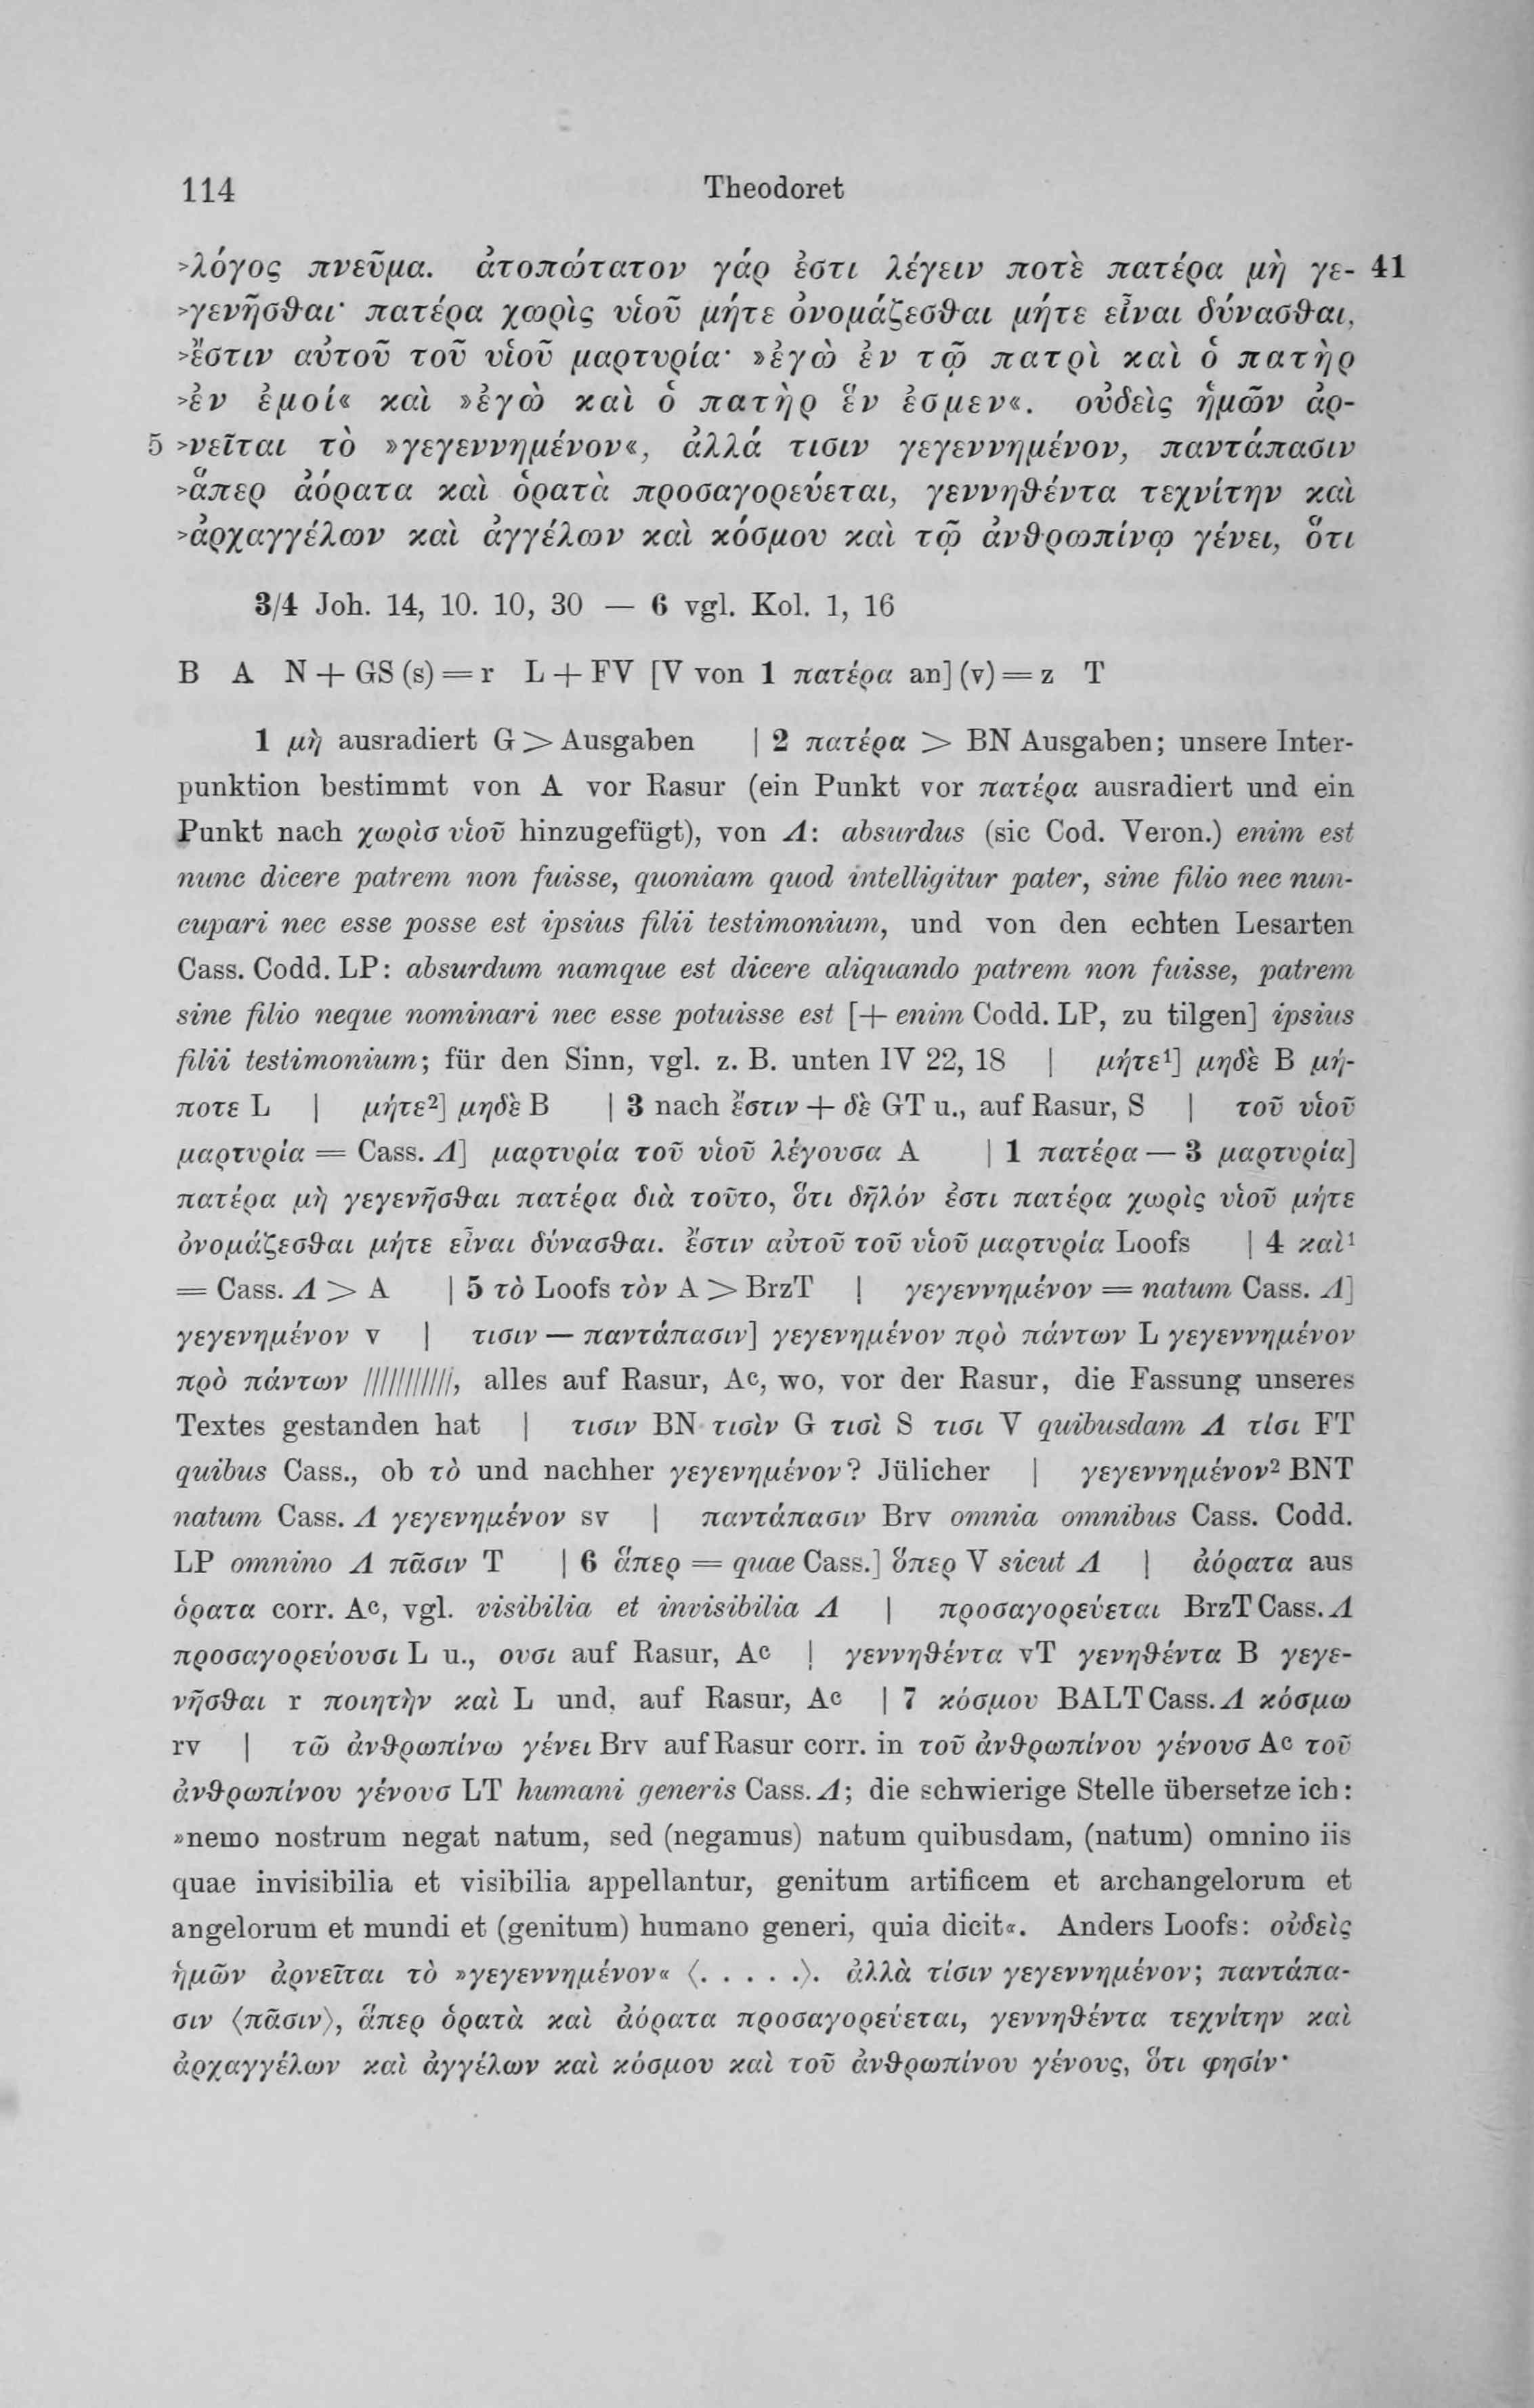 114 Theodoret
>λόγος πνεῦμα. ἀτοπώτατον γάρ ἐστι λέγειν ποτὲ πατέρα μὴ γε- 41
>γενῆσθαι· πατέρα χωρὶς υἱοῦ μήτε ὀνομάζεσθαι μήτε εἶναι δύνασθαι,
>ἔστιν αὐτοῦ τοῦ υἱοῦ μαρτυρία· »ἐγὼ ἐν τῷ πατρὶ καὶ ὁ πατὴρ
>ἐν ἐμοί« καὶ »ἐγὼ καὶ ὁ πατὴρ ἕν ἐσμεν«. οὐδεὶς ἡμῶν ἀρ-
5 >νεῖται τὸ »γεγεννημένον«, ἀλλά τισιν γεγεννημένον, παντάπασιν
>ἅπερ ἀόρατα καὶ ὁρατὰ προσαγορεύεται, γεννηθέντα τεχνίτην καὶ
>ἀρχαγγέλων καὶ ἀγγέλων καὶ κόσμου καὶ τῷ ἀνθρωπίνῳ γένει, ὅτι
3/4 Joh. 14, 10. 10, 30 — 6 vgl. Kol. 1, 16
B A N + GS (s) = r L + FV [V von 1 πατέρα an] (v) = z T
1 μὴ ausradiert G > Ausgaben | 2 πατέρα > BN Ausgaben; unsere Inter-
punktion bestimmt von A vor Rasur (ein Punkt vor πατέρα ausradiert und ein
Punkt nach χωρὶσ υἱοῦ hinzugefügt), von Λ: absurdus (sic Cod. Veron.) enim est
nunc dicere patrem non fuisse, quoniam quod intelligitur pater, sine filio nec nun-
cupari nec esse posse est ipsius filii testimonium, und von den echten Lesarten
Cass. Codd. LP: absurdum namque est dicere aliquando patrem non fuisse, patrem
sine filio neque nominari nec esse potuisse est [+ enim Codd. LP, zu tilgen] ipsius
filii testimonium; für den Sinn, vgl. z. B. unten IV 22, 18 | μήτε¹] μηδὲ B μή-
ποτε L | μήτε²] μηδὲ B | 3 nach ἔστιν + δὲ GT u., auf Rasur, S | τοῦ υἱοῦ
μαρτυρία = Cass. Λ] μαρτυρία τοῦ υἱοῦ λέγουσα A | 1 πατέρα — 3 μαρτυρία]
πατέρα μὴ γεγενῆσθαι πατέρα διὰ τοῦτο, ὅτι δῆλόν ἐστι πατέρα χωρὶς υἱοῦ μήτε
ὀνομάζεσθαι μήτε εἶναι δύνασθαι. ἔστιν αὐτοῦ τοῦ υἱοῦ μαρτυρία Loofs | 4 καὶ¹
= Cass. Λ > A | 5 τὸ Loofs τὸν A > BrzT | γεγεννημένον = natum Cass. Λ]
γεγενημένον v | τισιν — παντάπασιν] γεγενημένον πρὸ πάντων L γεγεννημένον
πρὸ πάντων ///////////, alles auf Rasur, Aᶜ, wo, vor der Rasur, die Fassung unseres
Textes gestanden hat | τισιν BN τισὶν G τισὶ S τισι V quibusdam Λ τίσι FT
quibus Cass., ob τὸ und nachher γεγενημένον? Jülicher | γεγεννημένον² BNT
natum Cass. Λ γεγενημένον sv | παντάπασιν Brv omnia omnibus Cass. Codd.
LP omnino Λ πᾶσιν T | 6 ἅπερ = quae Cass.] ὅπερ V sicut Λ | ἀόρατα aus
ὁρατα corr. Aᶜ, vgl. visibilia et invisibilia Λ | προσαγορεύεται BrzT Cass. Λ
προσαγορεύουσι L u., ουσι auf Rasur, Aᶜ | γεννηθέντα vT γενηθέντα B γεγε-
νῆσθαι r ποιητὴν καὶ L und, auf Rasur, Aᶜ | 7 κόσμου BALT Cass. Λ κόσμω
rv | τῶ ἀνθρωπίνω γένει Brv auf Rasur corr. in τοῦ ἀνθρωπίνου γένουσ Aᶜ τοῦ
ἀνθρωπίνου γένουσ LT humani generis Cass. Λ; die schwierige Stelle übersetze ich:
»nemo nostrum negat natum, sed (negamus) natum quibusdam, (natum) omnino iis
quae invisibilia et visibilia appellantur, genitum artificem et archangelorum et
angelorum et mundi et (genitum) humano generi, quia dicit«. Anders Loofs: οὐδεὶς
ἡμῶν ἀρνεῖται τὸ »γεγεννημένον« ⟨. . . . .⟩. ἀλλὰ τίσιν γεγεννημένον; παντάπα-
σιν ⟨πᾶσιν⟩, ἅπερ ὁρατὰ καὶ ἀόρατα προσαγορεύεται, γεννηθέντα τεχνίτην καὶ
ἀρχαγγέλων καὶ ἀγγέλων καὶ κόσμου καὶ τοῦ ἀνθρωπίνου γένους, ὅτι φησίν·